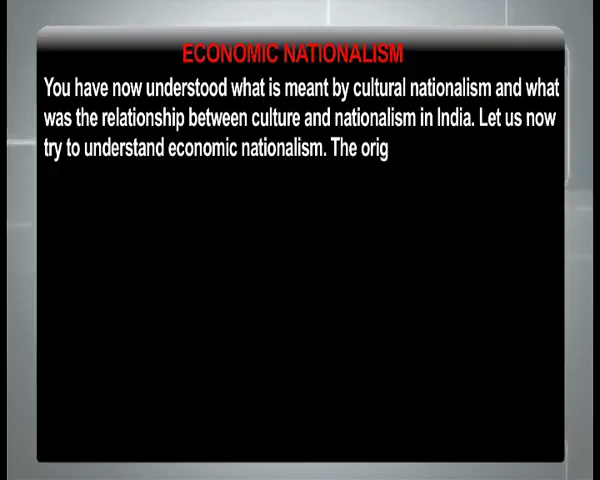 ECONOMIC NATIONALISM
You have now understood what is meant by cultural nationalism and what
was the relationship between culture and nationalism in India. Let us now
try to understand economic nationalism. The orig